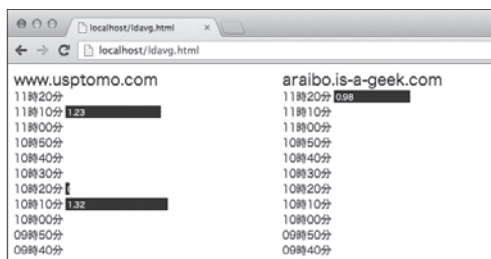 localhost/ldavg.html
localhost/ldavg.html
www.usptomo.com
11時20分
11時10分 1.23
11時00分
10時50分
10時40分
10時30分
10時20分
10時10分 1.32
10時00分
09時50分
09時40分
araibo.is-a-geek.com
11時20分 0.98
11時10分
11時00分
10時50分
10時40分
10時30分
10時20分
10時10分
10時00分
09時50分
09時40分